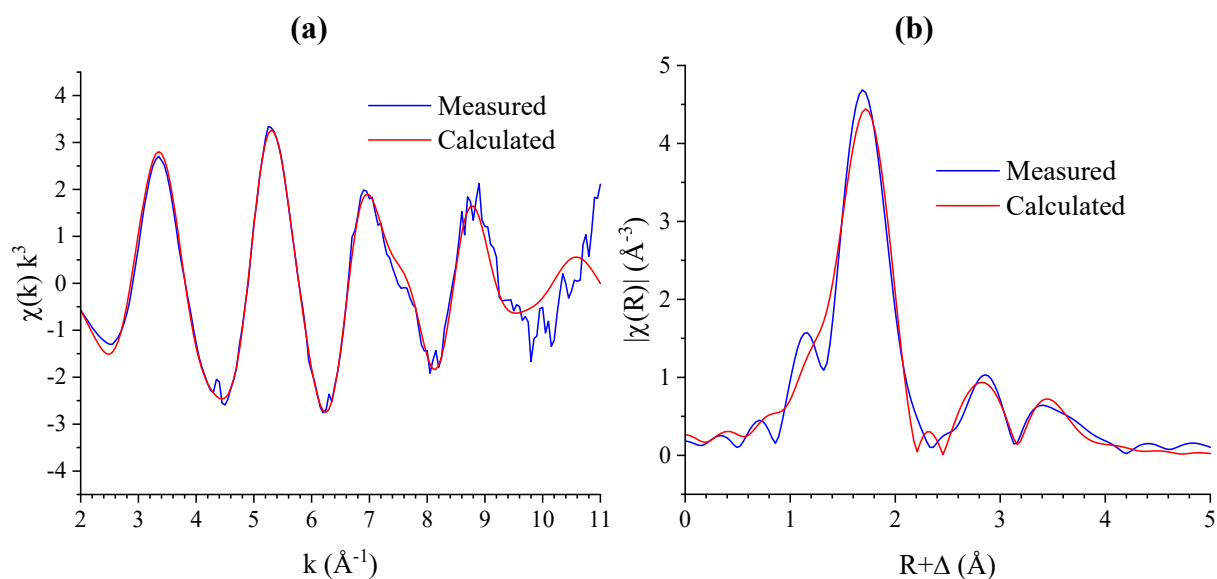 (a)
χ(k) k³
4
3
2
1
0
-1
-2
-3
-4
Measured
Calculated
2 3 4 5 6 7 8 9 10 11
k (Å⁻¹)
(b)
|χ(R)| (Å⁻³)
5
4
3
2
1
0
Measured
Calculated
0 1 2 3 4 5
R+Δ (Å)